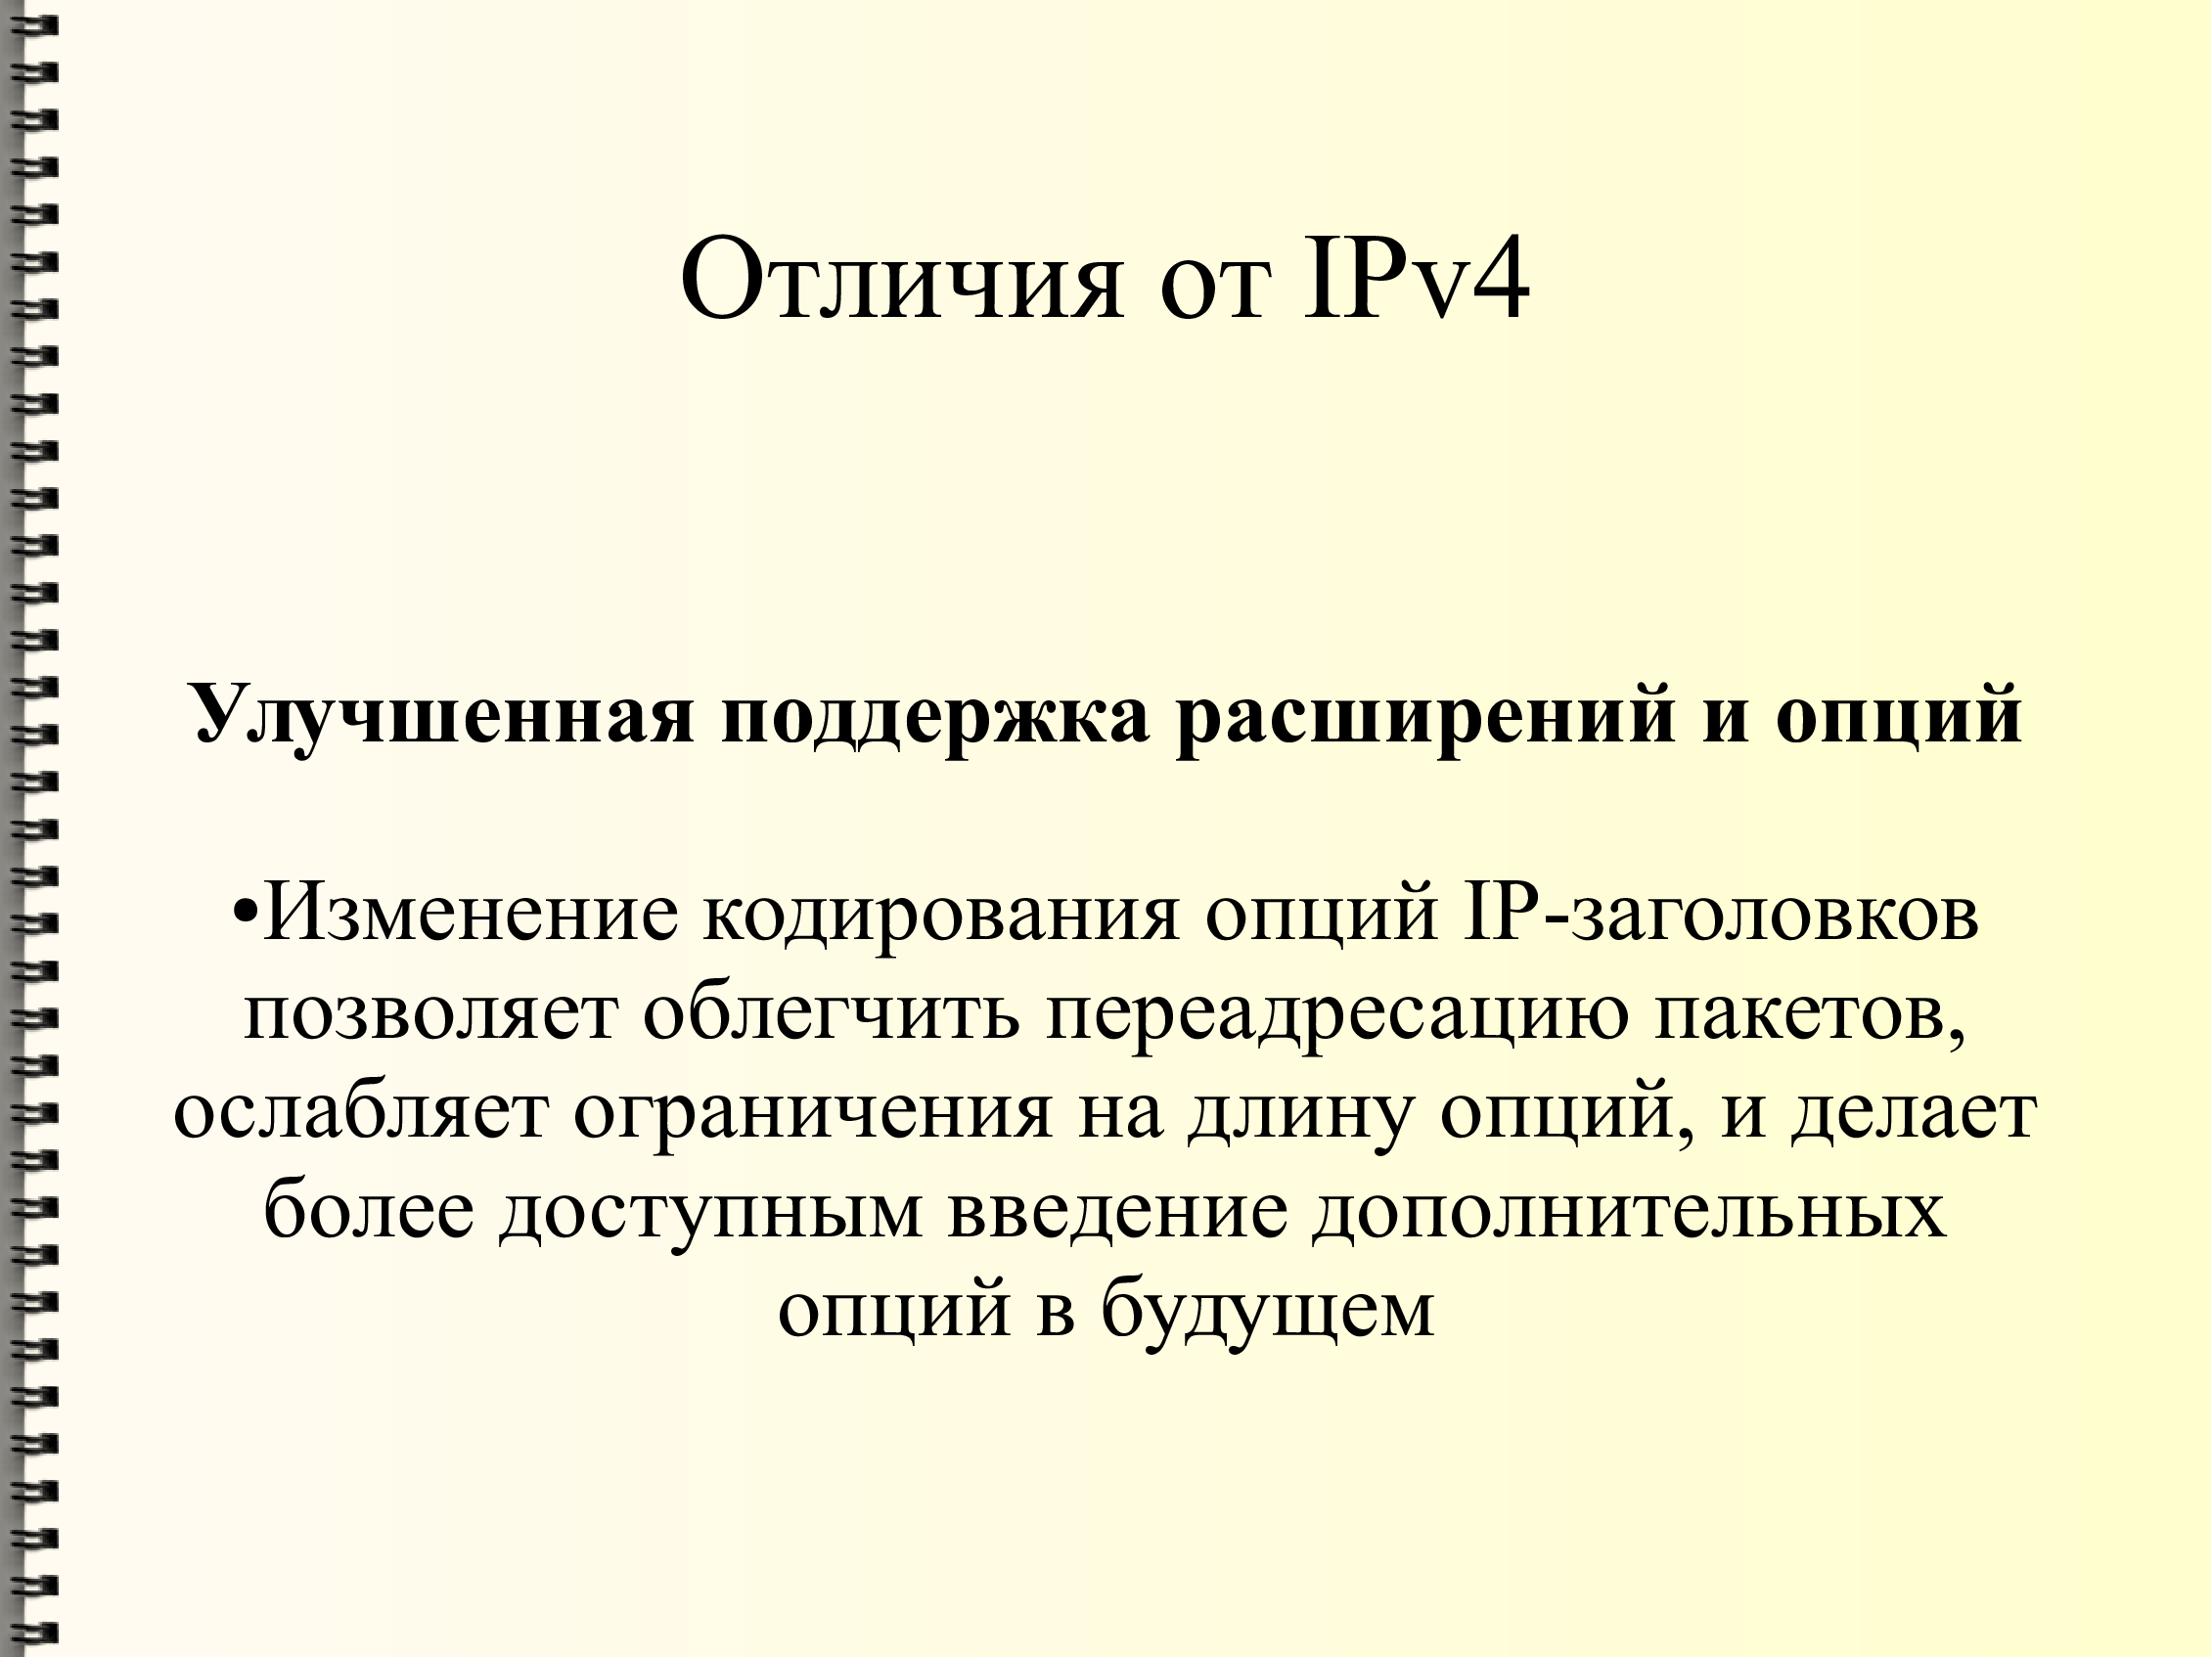 Отличия от IPv4
Улучшенная поддержка расширений и опций
•Изменение кодирования опций IP-заголовков
позволяет облегчить переадресацию пакетов,
ослабляет ограничения на длину опций, и делает
более доступным введение дополнительных
опций в будущем